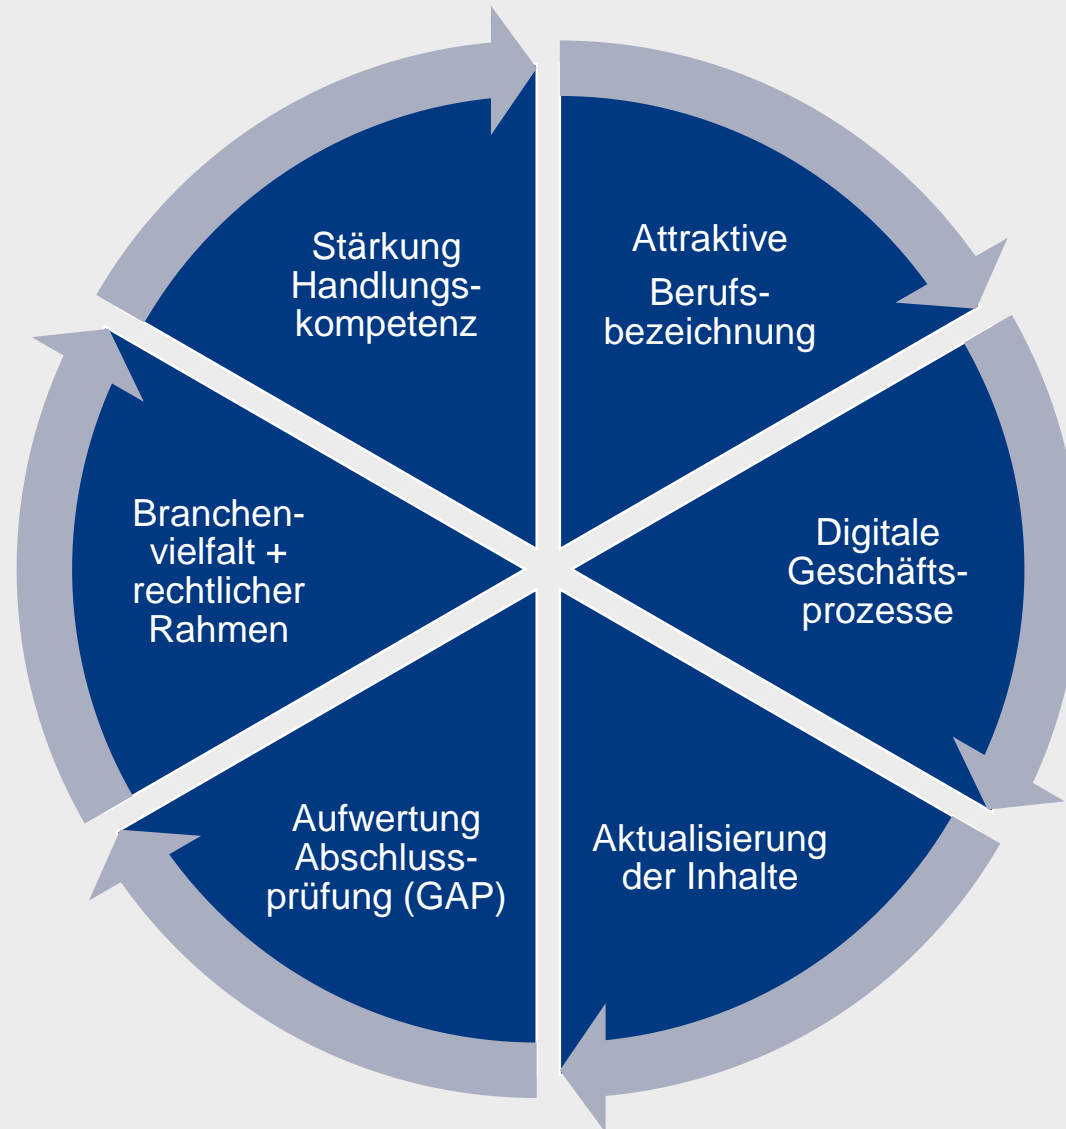 Attraktive
Berufs-
bezeichnung
Digitale
Geschäfts-
prozesse
Aktualisierung
der Inhalte
Aufwertung
Abschluss-
prüfung (GAP)
Branchen-
vielfalt +
rechtlicher
Rahmen
Stärkung
Handlungs-
kompetenz